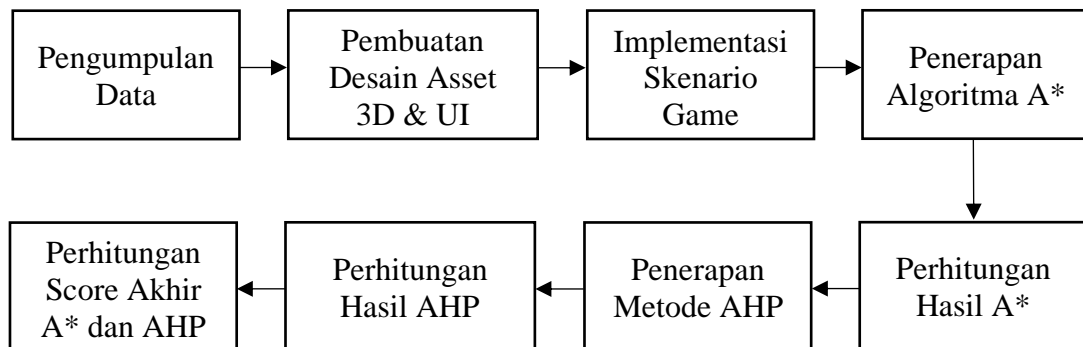 Pengumpulan
Data
Pembuatan
Desain Asset
3D & UI
Implementasi
Skenario
Game
Penerapan
Algoritma A*
Perhitungan
Hasil A*
Penerapan
Metode AHP
Perhitungan
Hasil AHP
Perhitungan
Score Akhir
A* dan AHP